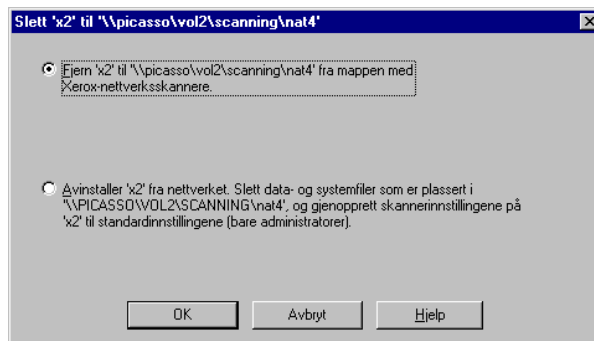 Slett 'x2' til '\\picasso\vol2\scanning\nat4'
Fjern 'x2' til '\\picasso\vol2\scanning\nat4' fra mappen med
Xerox-nettverksskannere.
Avinstaller 'x2' fra nettverket. Slett data- og systemfiler som er plassert i
'\\PICASSO\VOL2\SCANNING\nat4', og gjenopprett skannerinnstillingene på
'x2' til standardinnstillingene (bare administratorer).
OK Avbryt Hjelp